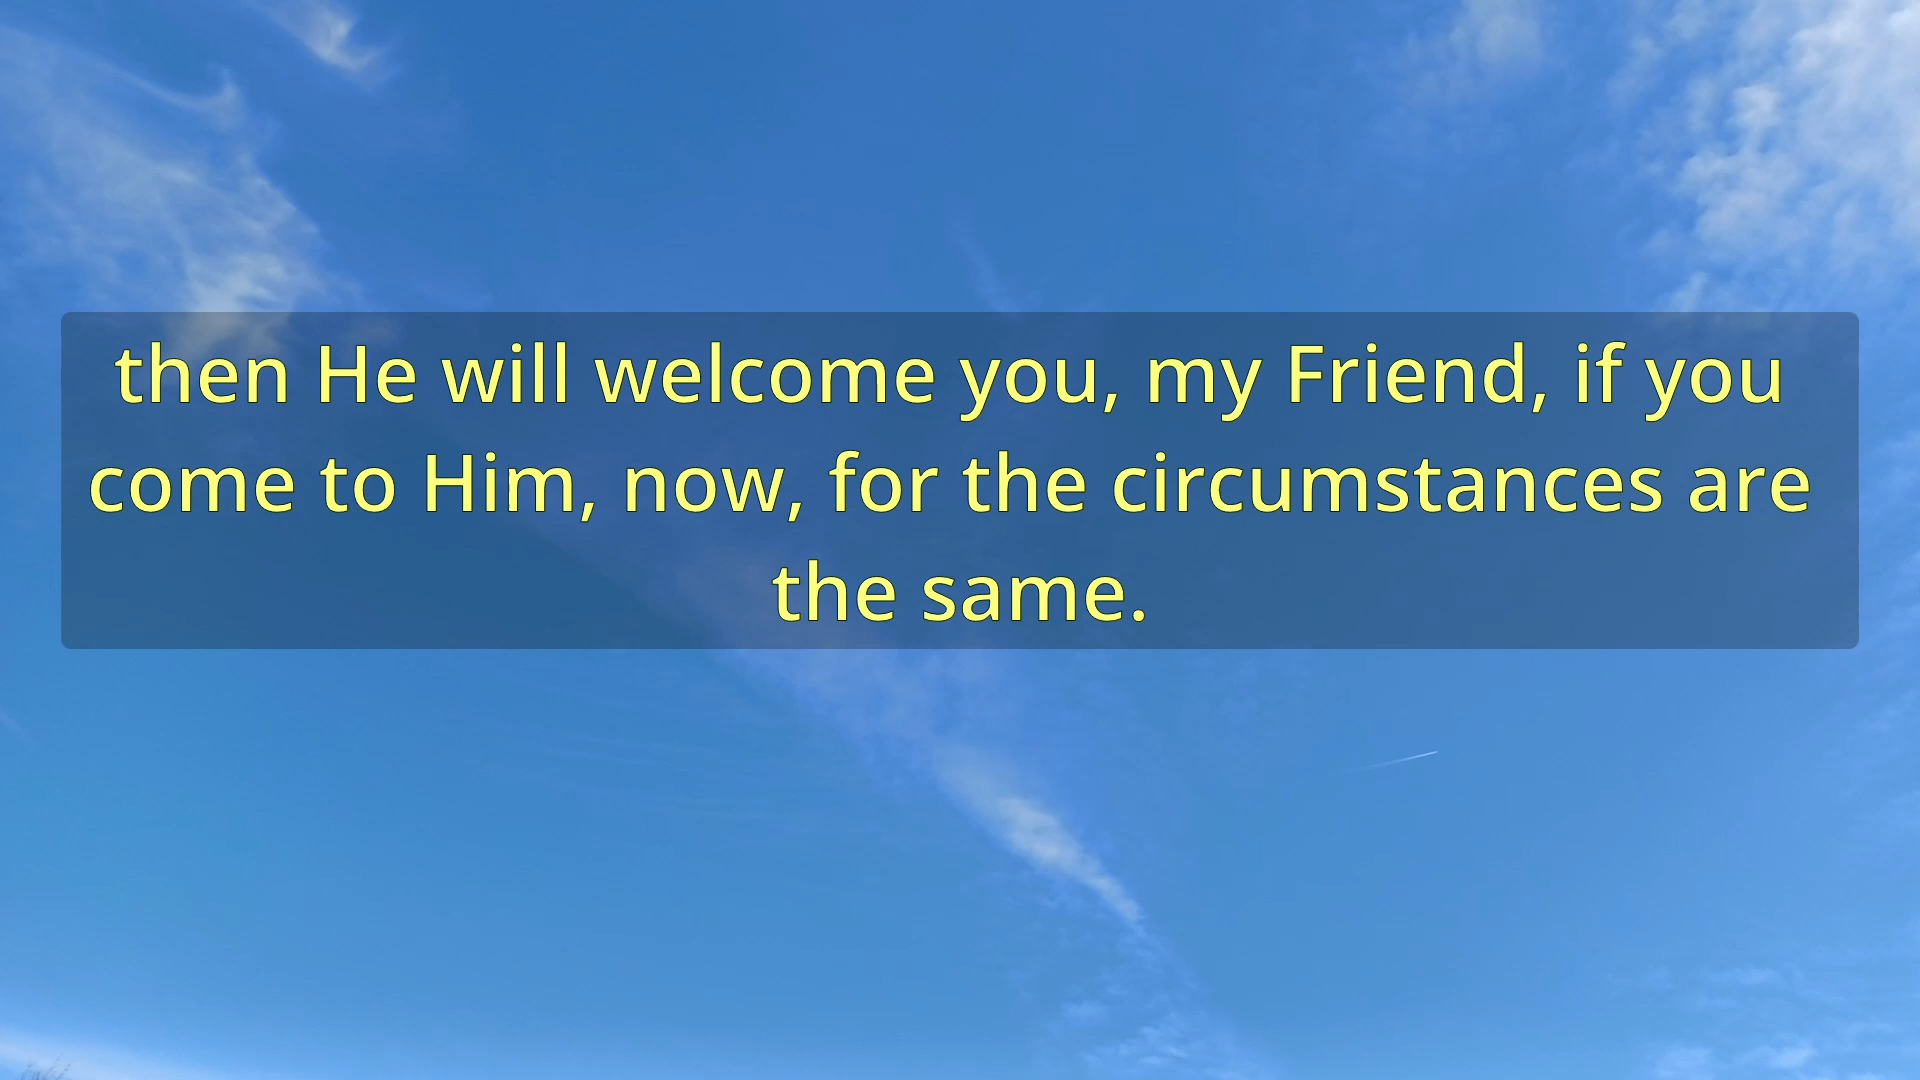 then He will welcome you, my Friend, if you
come to Him, now, for the circumstances are
the same.